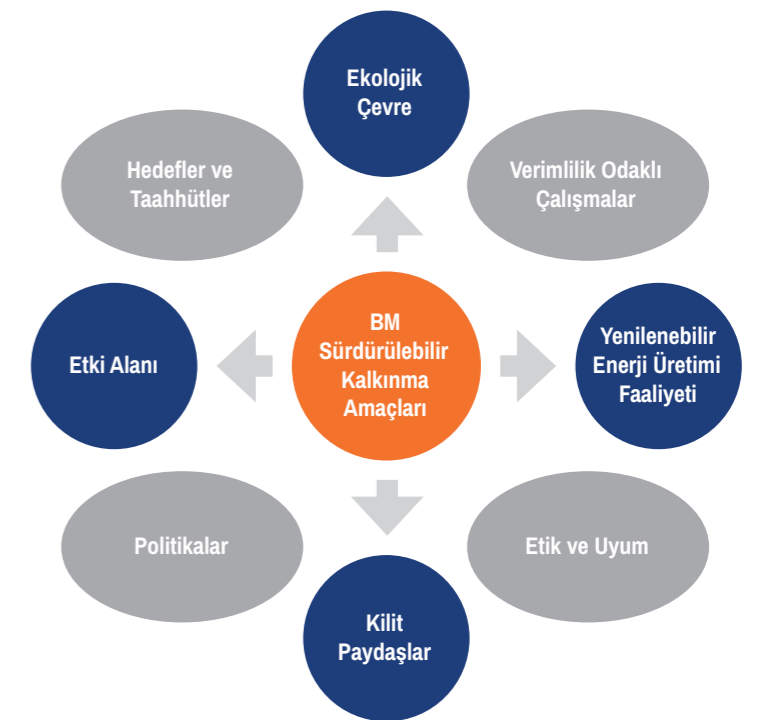 Ekolojik
Çevre
Hedefler ve
Taahhütler
Verimlilik Odaklı
Çalışmalar
Etki Alanı
BM
Sürdürülebilir
Kalkınma
Amaçları
Yenilenebilir
Enerji Üretimi
Faaliyeti
Politikalar
Etik ve Uyum
Kilit
Paydaşlar